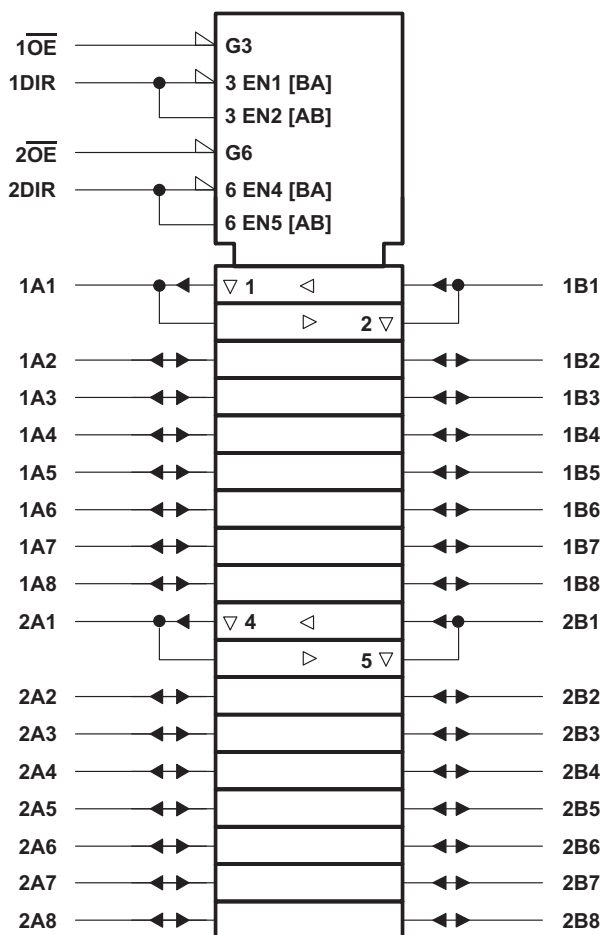 1O̅E̅ G3
1DIR 3 EN1 [BA]
3 EN2 [AB]
2O̅E̅ G6
2DIR 6 EN4 [BA]
6 EN5 [AB]
1A1 ▽ 1 ◁ 1B1
▷ 2 ▽
1A2 1B2
1A3 1B3
1A4 1B4
1A5 1B5
1A6 1B6
1A7 1B7
1A8 1B8
2A1 ▽ 4 ◁ 2B1
▷ 5 ▽
2A2 2B2
2A3 2B3
2A4 2B4
2A5 2B5
2A6 2B6
2A7 2B7
2A8 2B8